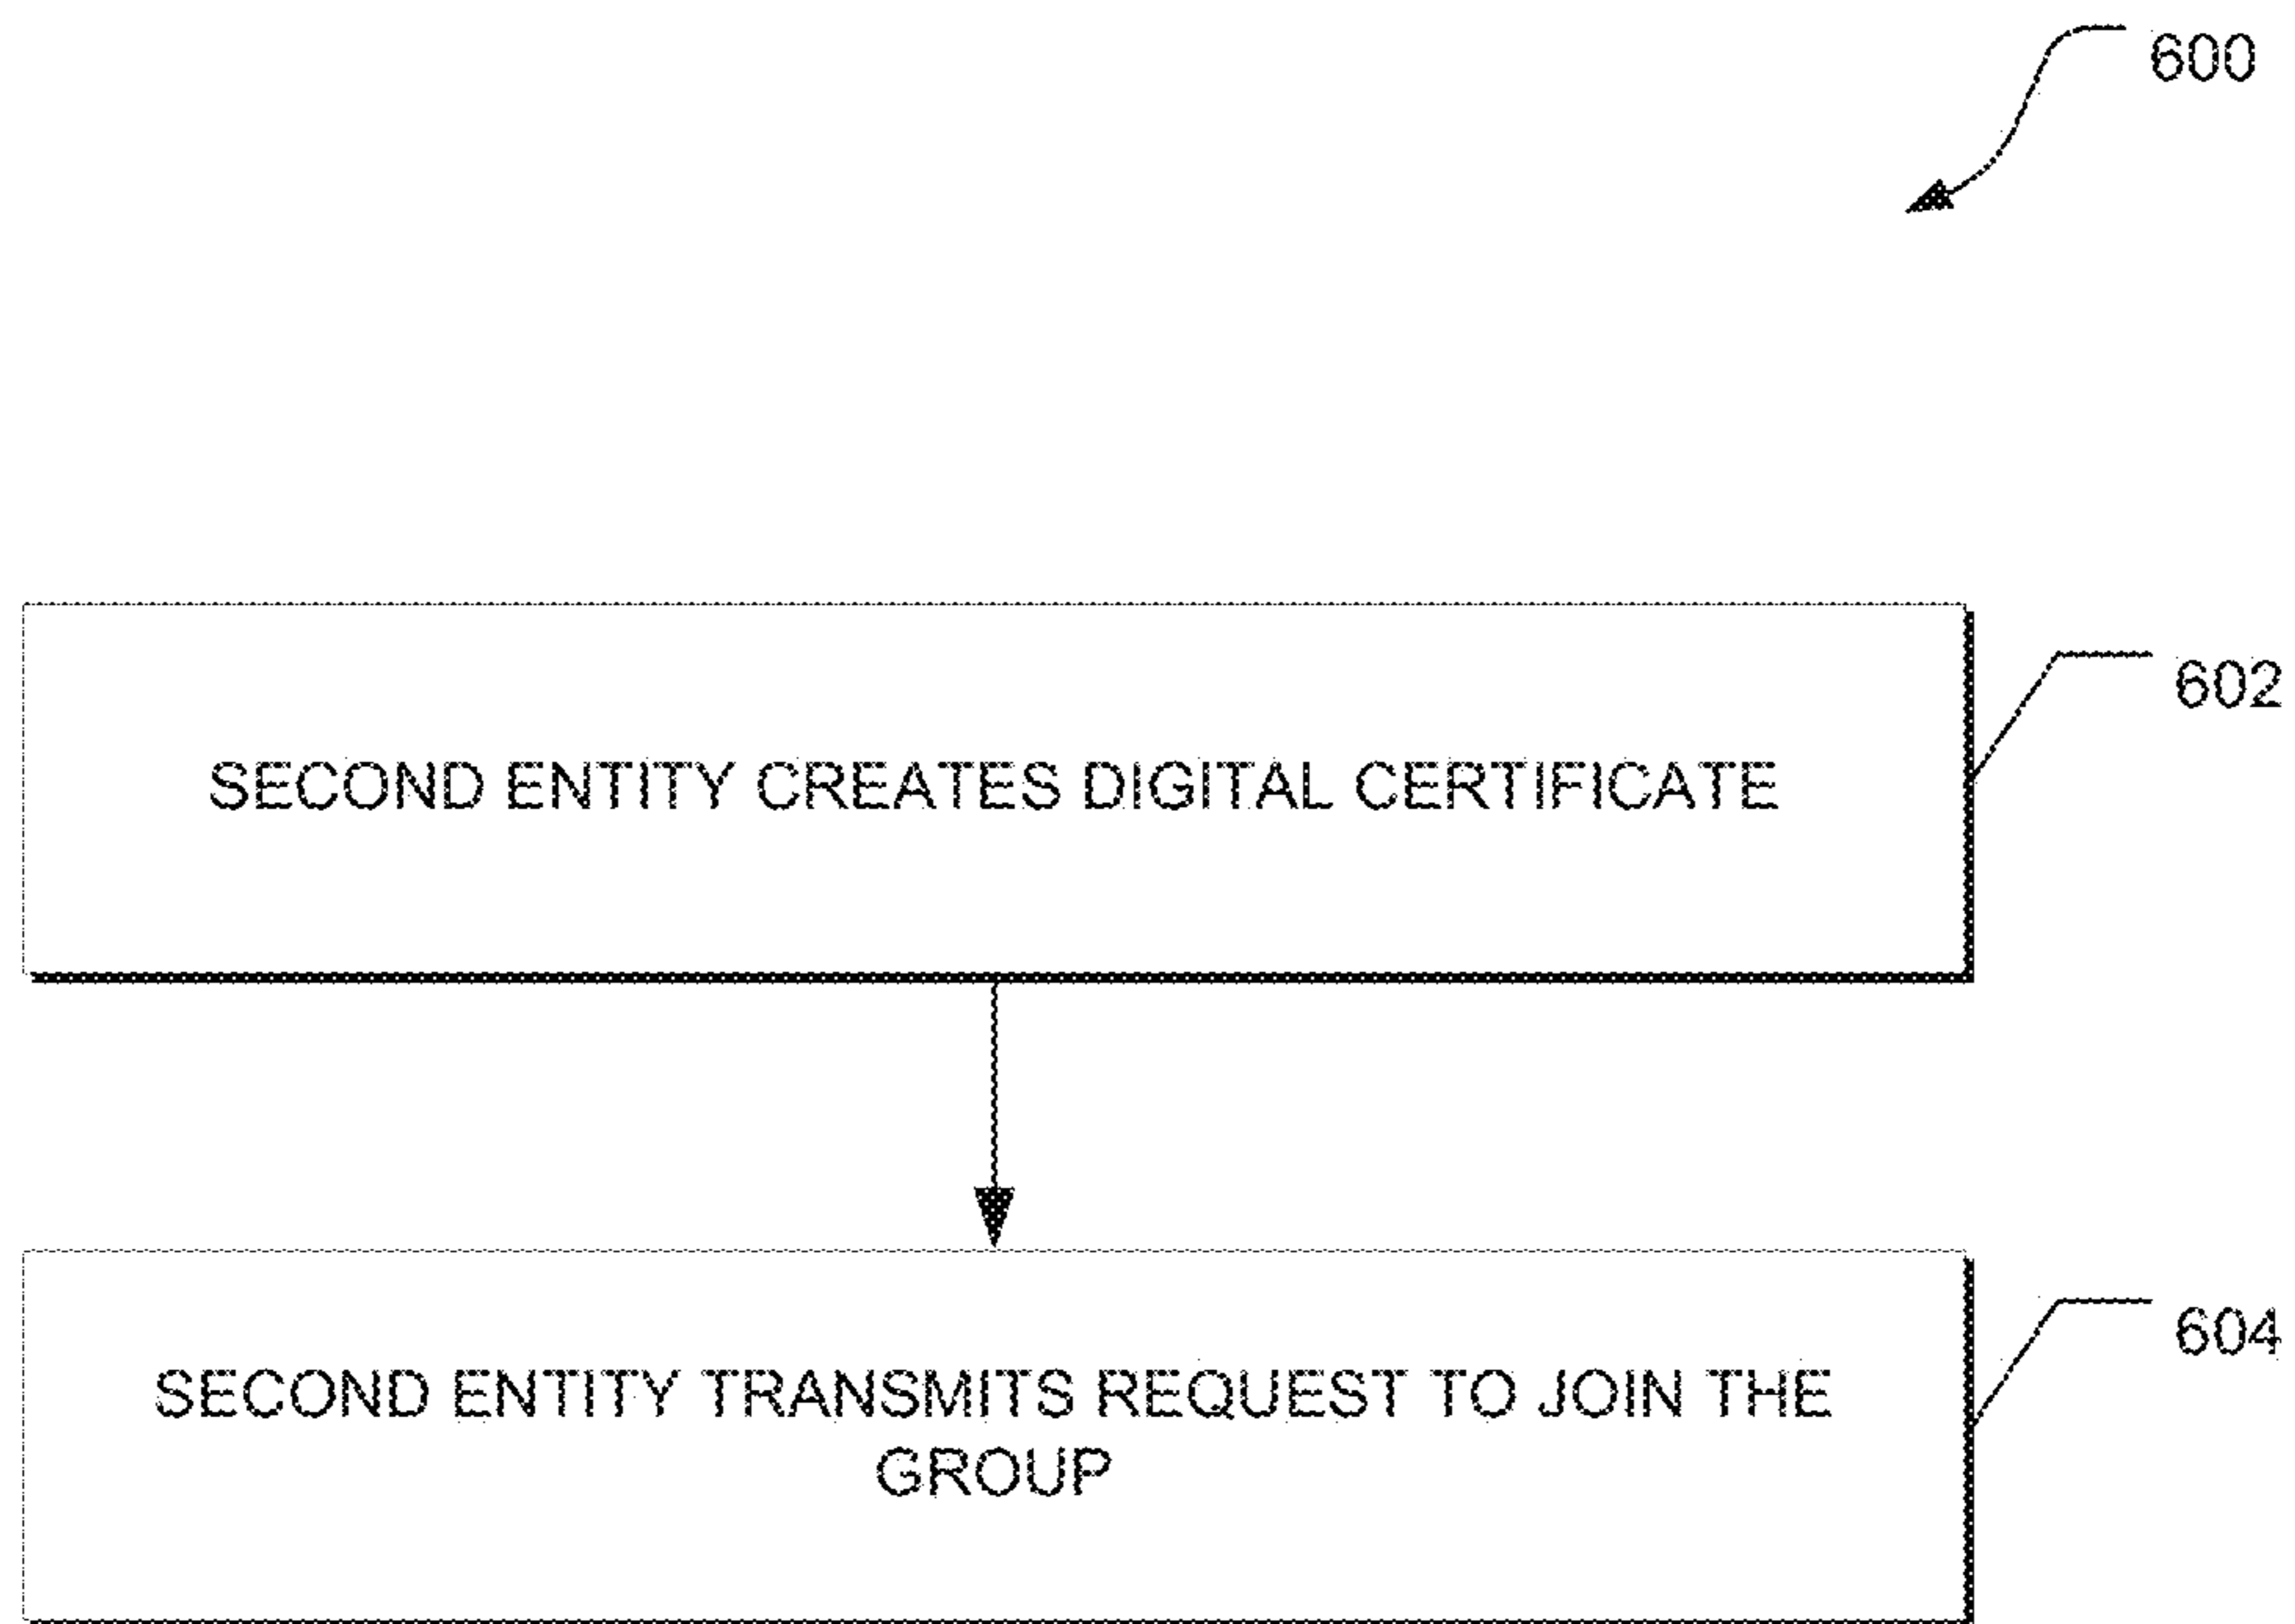 600
602
SECOND ENTITY CREATES DIGITAL CERTIFICATE
604
SECOND ENTITY TRANSMITS REQUEST TO JOIN THE
GROUP